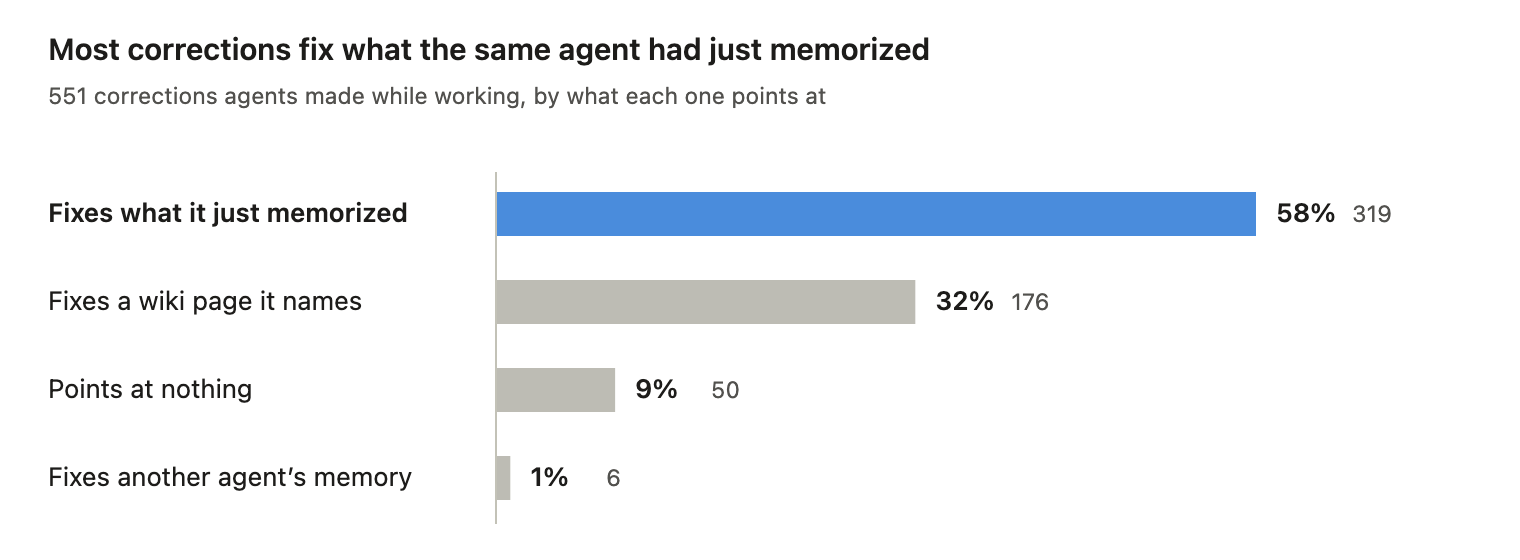 Most corrections fix what the same agent had just memorized
551 corrections agents made while working, by what each one points at
Fixes what it just memorized 58% 319
Fixes a wiki page it names 32% 176
Points at nothing 9% 50
Fixes another agent’s memory 1% 6